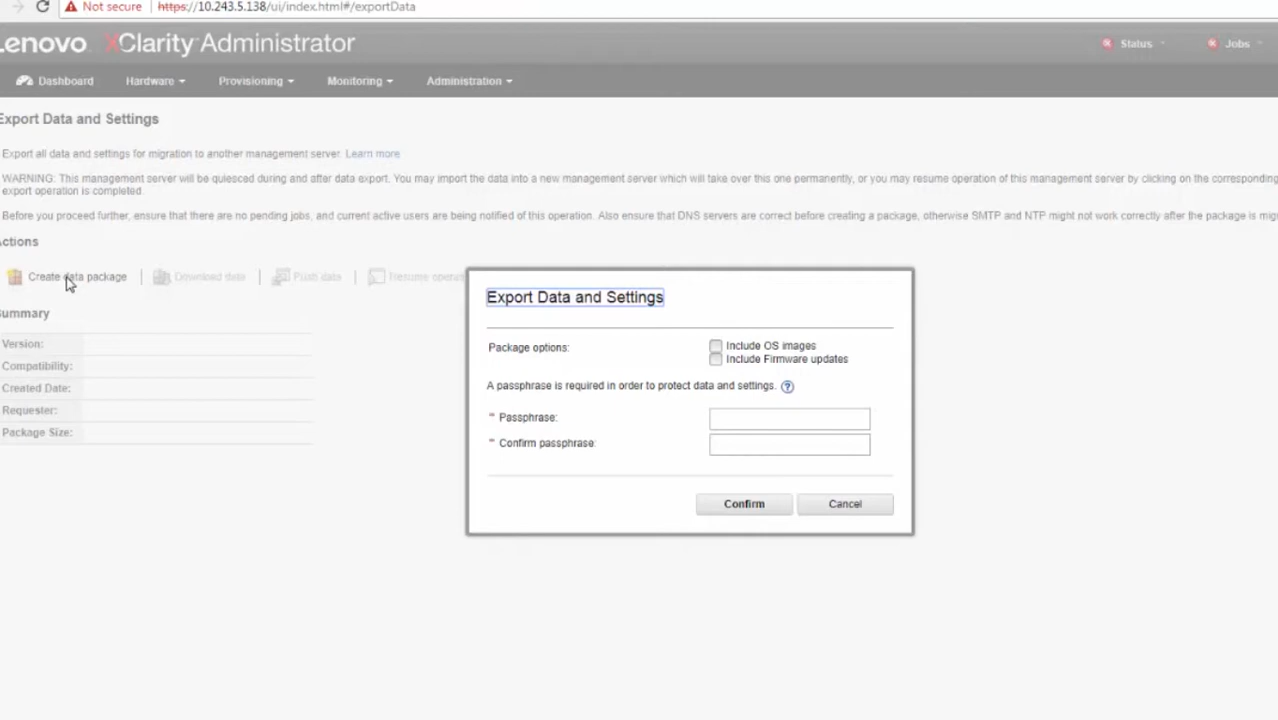 Not secure https://10.243.5.138/ui/index.html#/exportData
Lenovo XClarity Administrator Status Jobs
Dashboard Hardware Provisioning Monitoring Administration
Export Data and Settings
Export all data and settings for migration to another management server. Learn more
WARNING: This management server will be quiesced during and after data export. You may import the data into a new management server which will take over this one permanently, or you may resume operation of this management server by clicking on the corresponding
export operation is completed.
Before you proceed further, ensure that there are no pending jobs, and current active users are being notified of this operation. Also ensure that DNS servers are correct before creating a package, otherwise SMTP and NTP might not work correctly after the package is mig
Actions
Create data package | Download data | Push data | Resume opera
Summary
Version:
Compatibility:
Created Date:
Requester:
Package Size:
Export Data and Settings
Package options:
Include OS images
Include Firmware updates
A passphrase is required in order to protect data and settings. ?
* Passphrase:
* Confirm passphrase:
Confirm Cancel